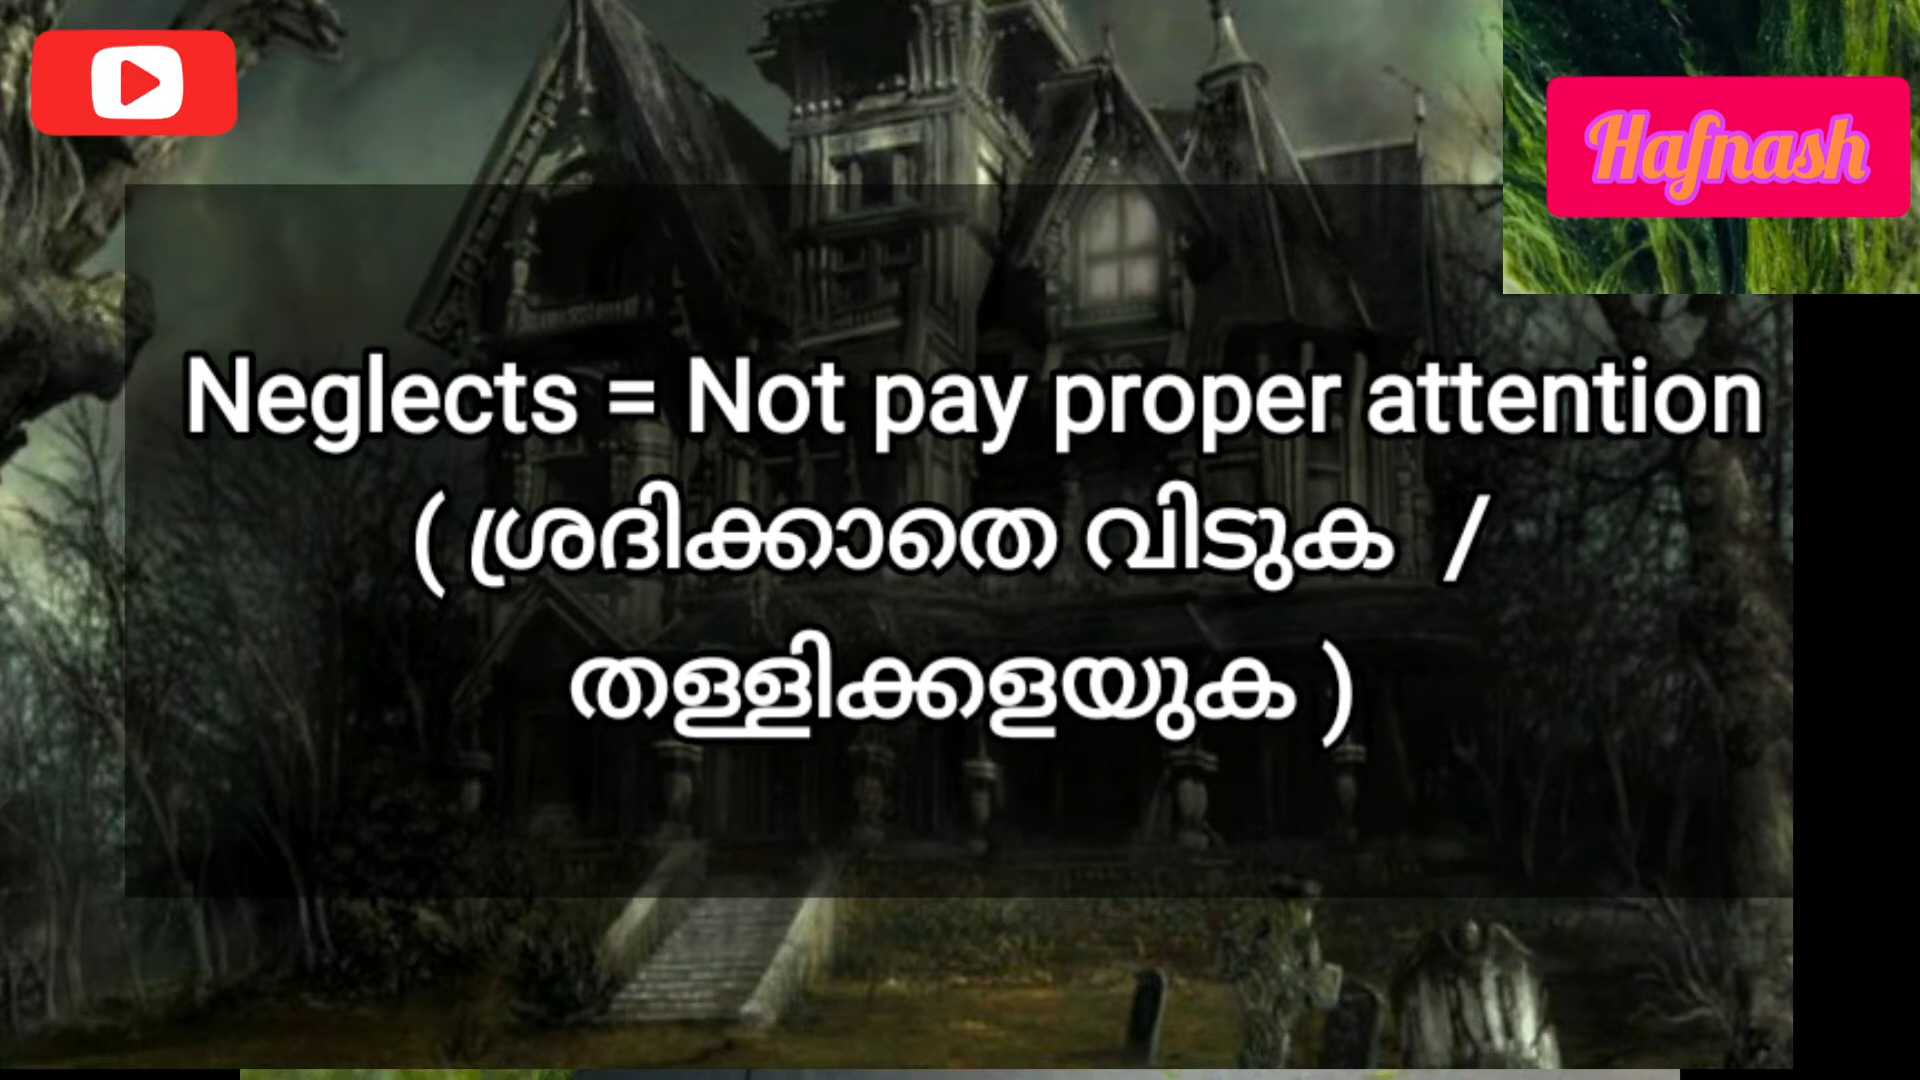 Hafnash
Neglects = Not pay proper attention
( ശ്രദിക്കാതെ വിടുക /
തള്ളിക്കളയുക )